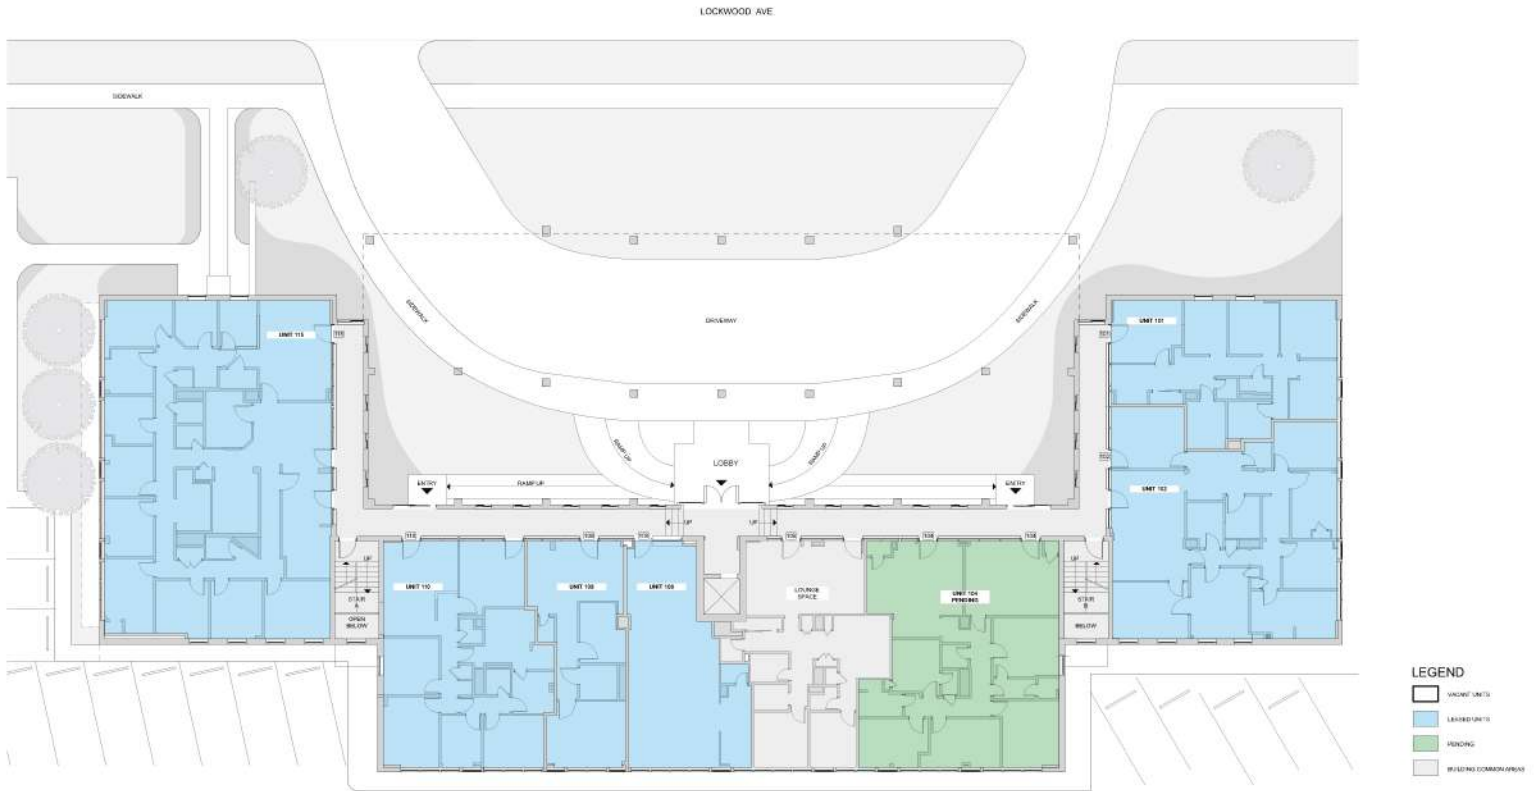 LOCKWOOD AVE
SIDEWALK
SIDEWALK
DRIVEWAY
SIDEWALK
UNIT 115
UNIT 101
RAMP UP
LOBBY
RAMP UP
ENTRY
RAMP UP
ENTRY
UNIT 102
UP
UP
110
UP
STAIR
A
OPEN
BELOW
UNIT 110
UNIT 108
LOUNGE
SPACE
UNIT 104
PENDING
UP
STAIR
B
BELOW
LEGEND
VACANT UNITS
LEASED UNITS
PENDING
BUILDING COMMON AREAS